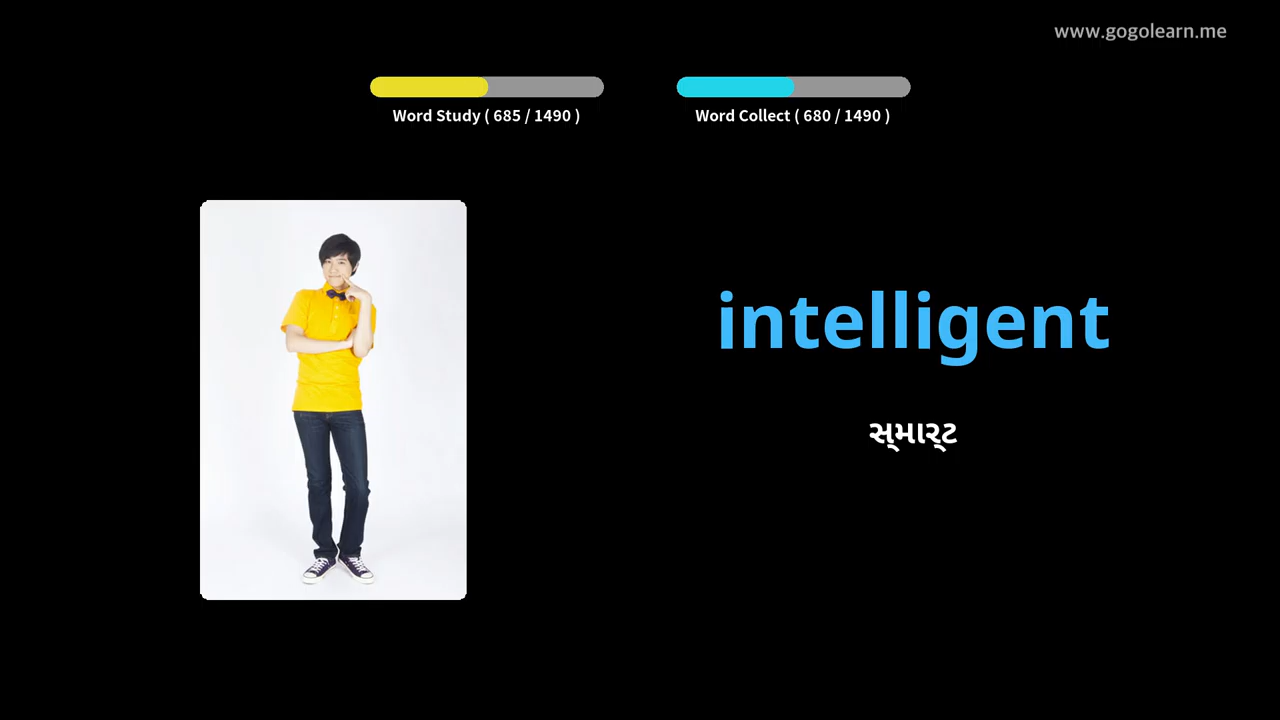 www.gogolearn.me
Word Study ( 685 / 1490 )
Word Collect ( 680 / 1490 )
intelligent
સ્માર્ટ